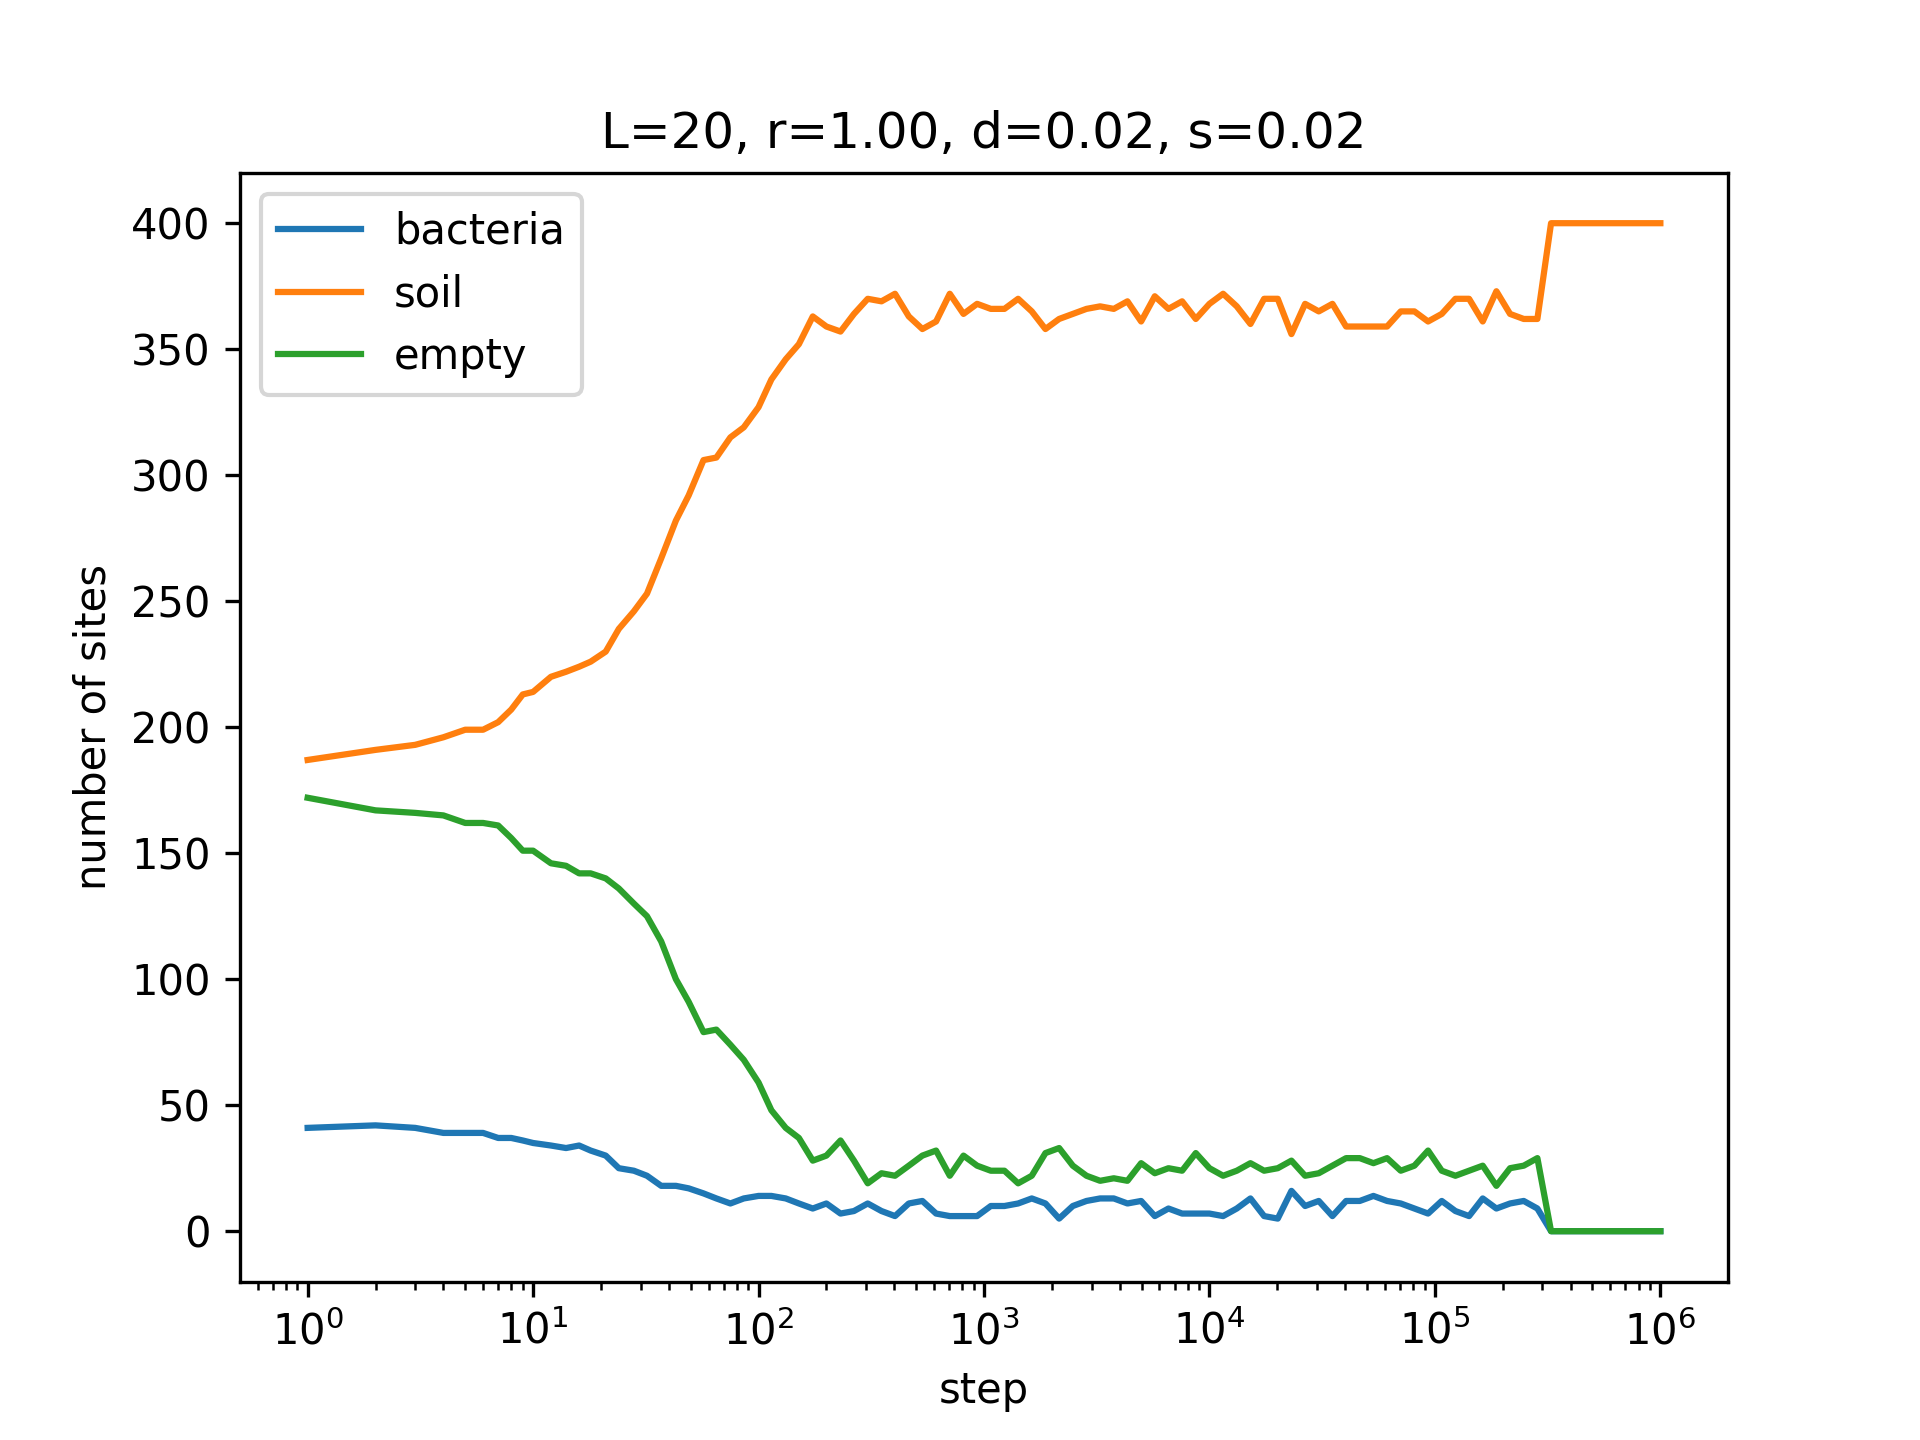 L=20, r=1.00, d=0.02, s=0.02
bacteria
soil
empty
number of sites
400
350
300
250
200
150
100
50
0
10⁰ 10¹ 10² 10³ 10⁴ 10⁵ 10⁶
step